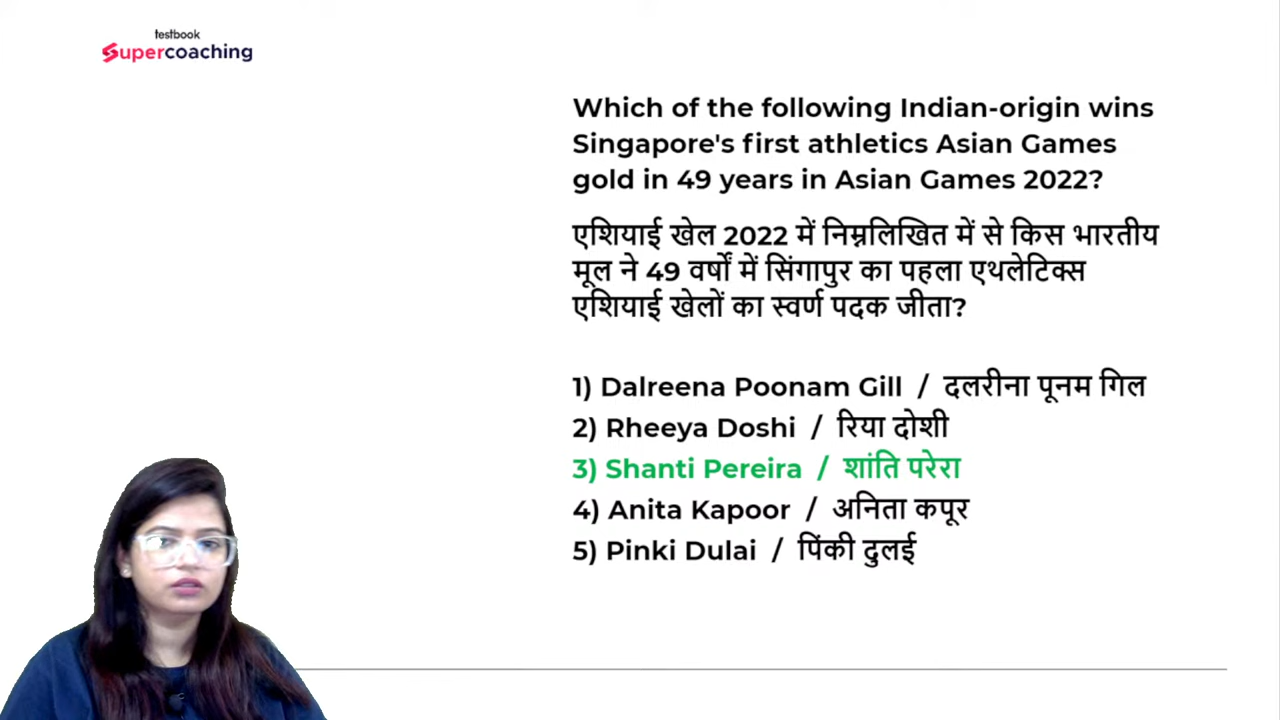 testbook
Supercoaching
Which of the following Indian-origin wins
Singapore's first athletics Asian Games
gold in 49 years in Asian Games 2022?
एशियाई खेल 2022 में निम्नलिखित में से किस भारतीय
मूल ने 49 वर्षों में सिंगापुर का पहला एथलेटिक्स
एशियाई खेलों का स्वर्ण पदक जीता?
1) Dalreena Poonam Gill / दलरीना पूनम गिल
2) Rheeya Doshi / रिया दोशी
3) Shanti Pereira / शांति परेरा
4) Anita Kapoor / अनिता कपूर
5) Pinki Dulai / पिंकी दुलई